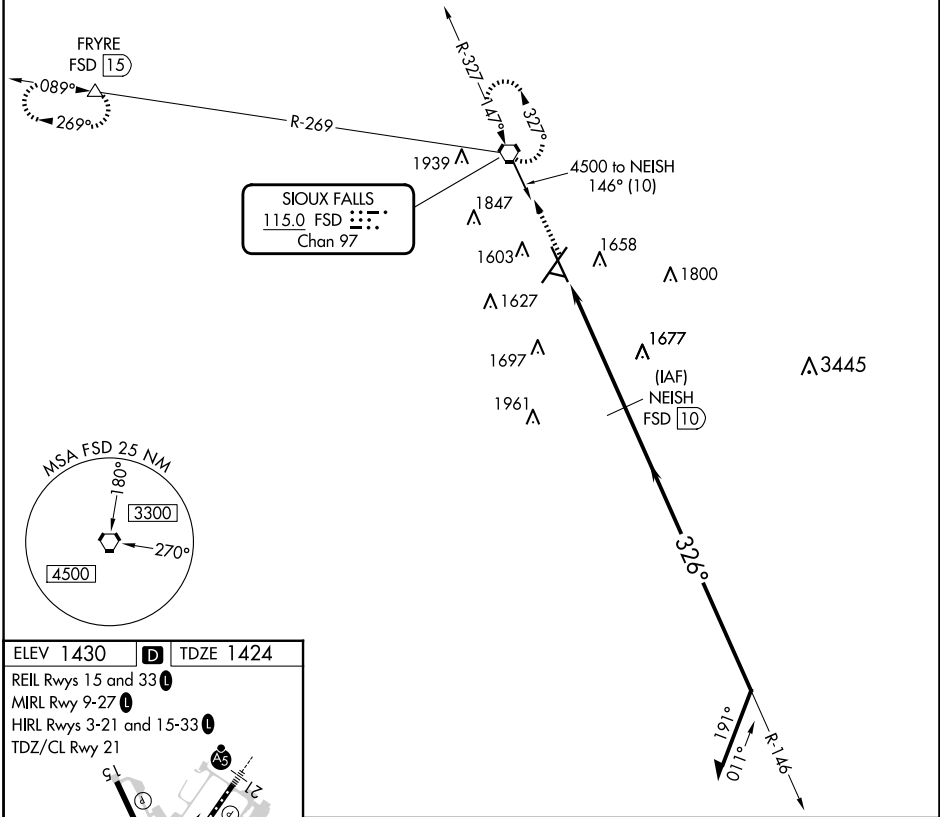 FRYRE
FSD 15
089°
269°
R-269
R-327
147°
327°
1939
4500 to NEISH
146° (10)
SIOUX FALLS
115.0 FSD
Chan 97
1847
1603
1658
1800
1627
1697
1677
3445
(IAF)
NEISH
FSD 10
1961
MSA FSD 25 NM
180°
3300
270°
4500
326°
191°
011°
R-146
ELEV 1430 D TDZE 1424
REIL Rwys 15 and 33 L
MIRL Rwy 9-27 L
HIRL Rwys 3-21 and 15-33 L
TDZ/CL Rwy 21
A5
15
21
P
P